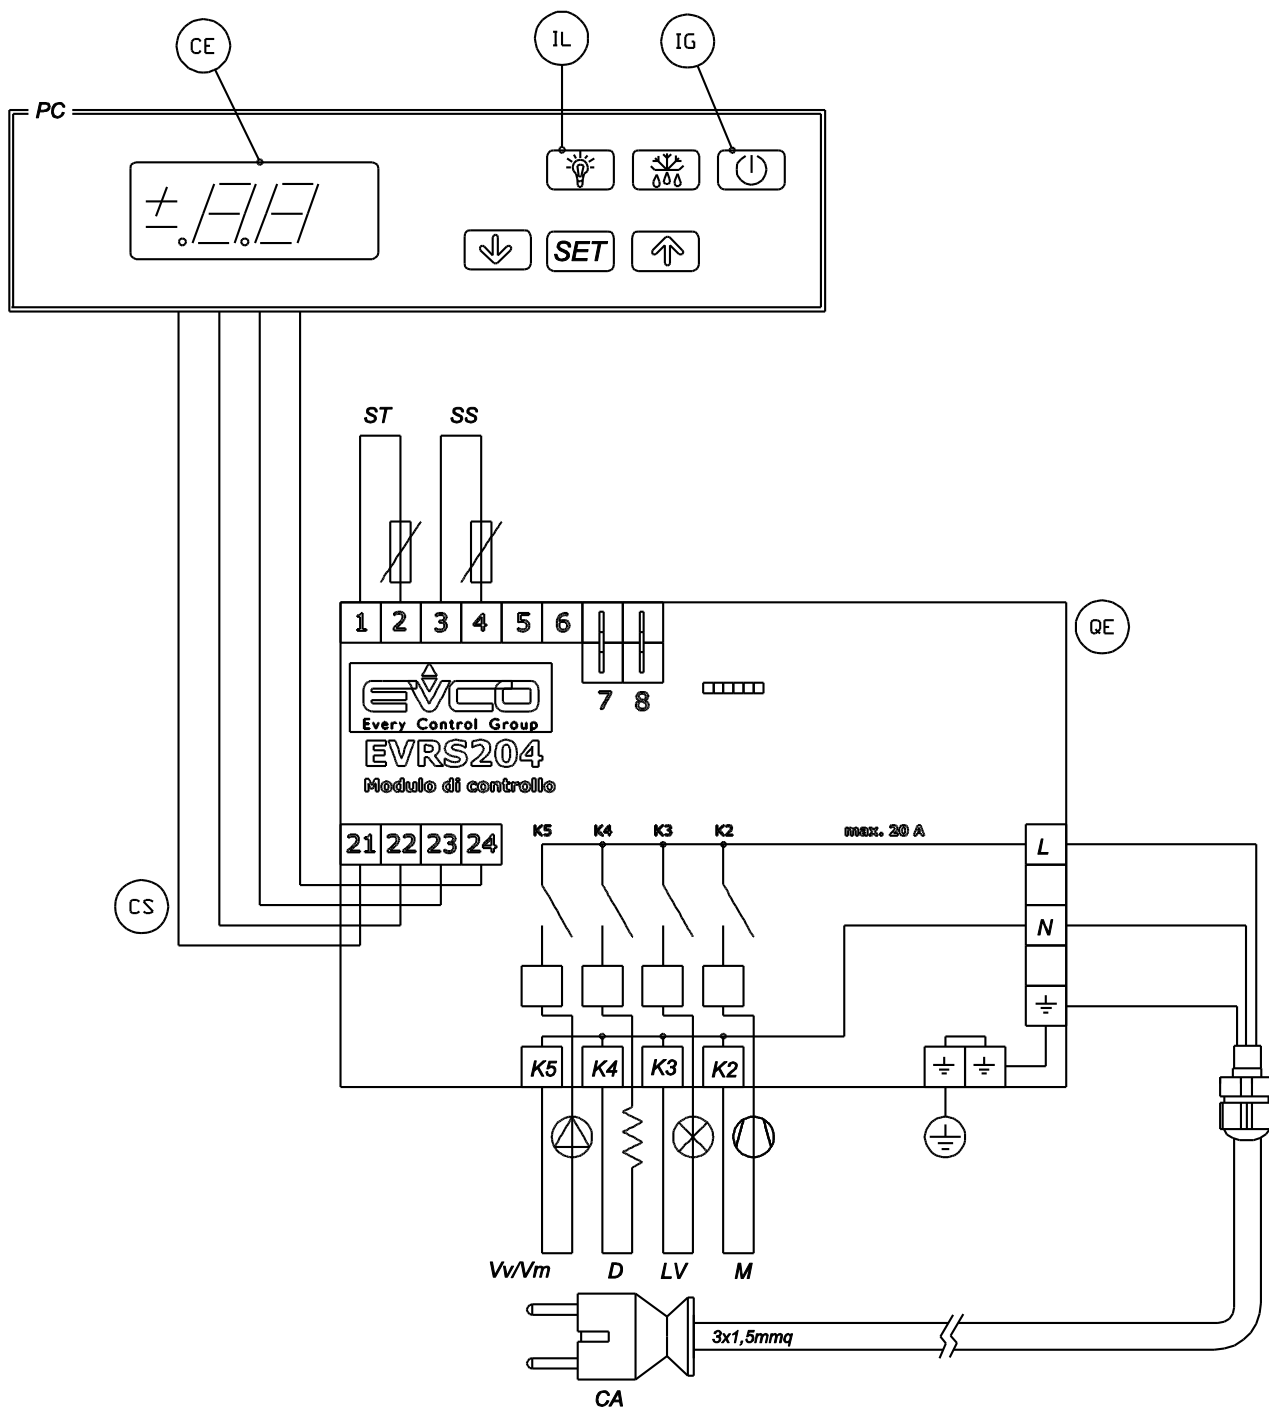 CE
IL
IG
PC
SET
ST
SS
1 2 3 4 5 6
QE
7 8
EVCO
Every Control Group
EVRS204
Modulo di controllo
K5 K4 K3 K2 max. 20 A
21 22 23 24
L
CS
N
K5 K4 K3 K2
Vv/Vm D LV M
3x1,5mmq
CA